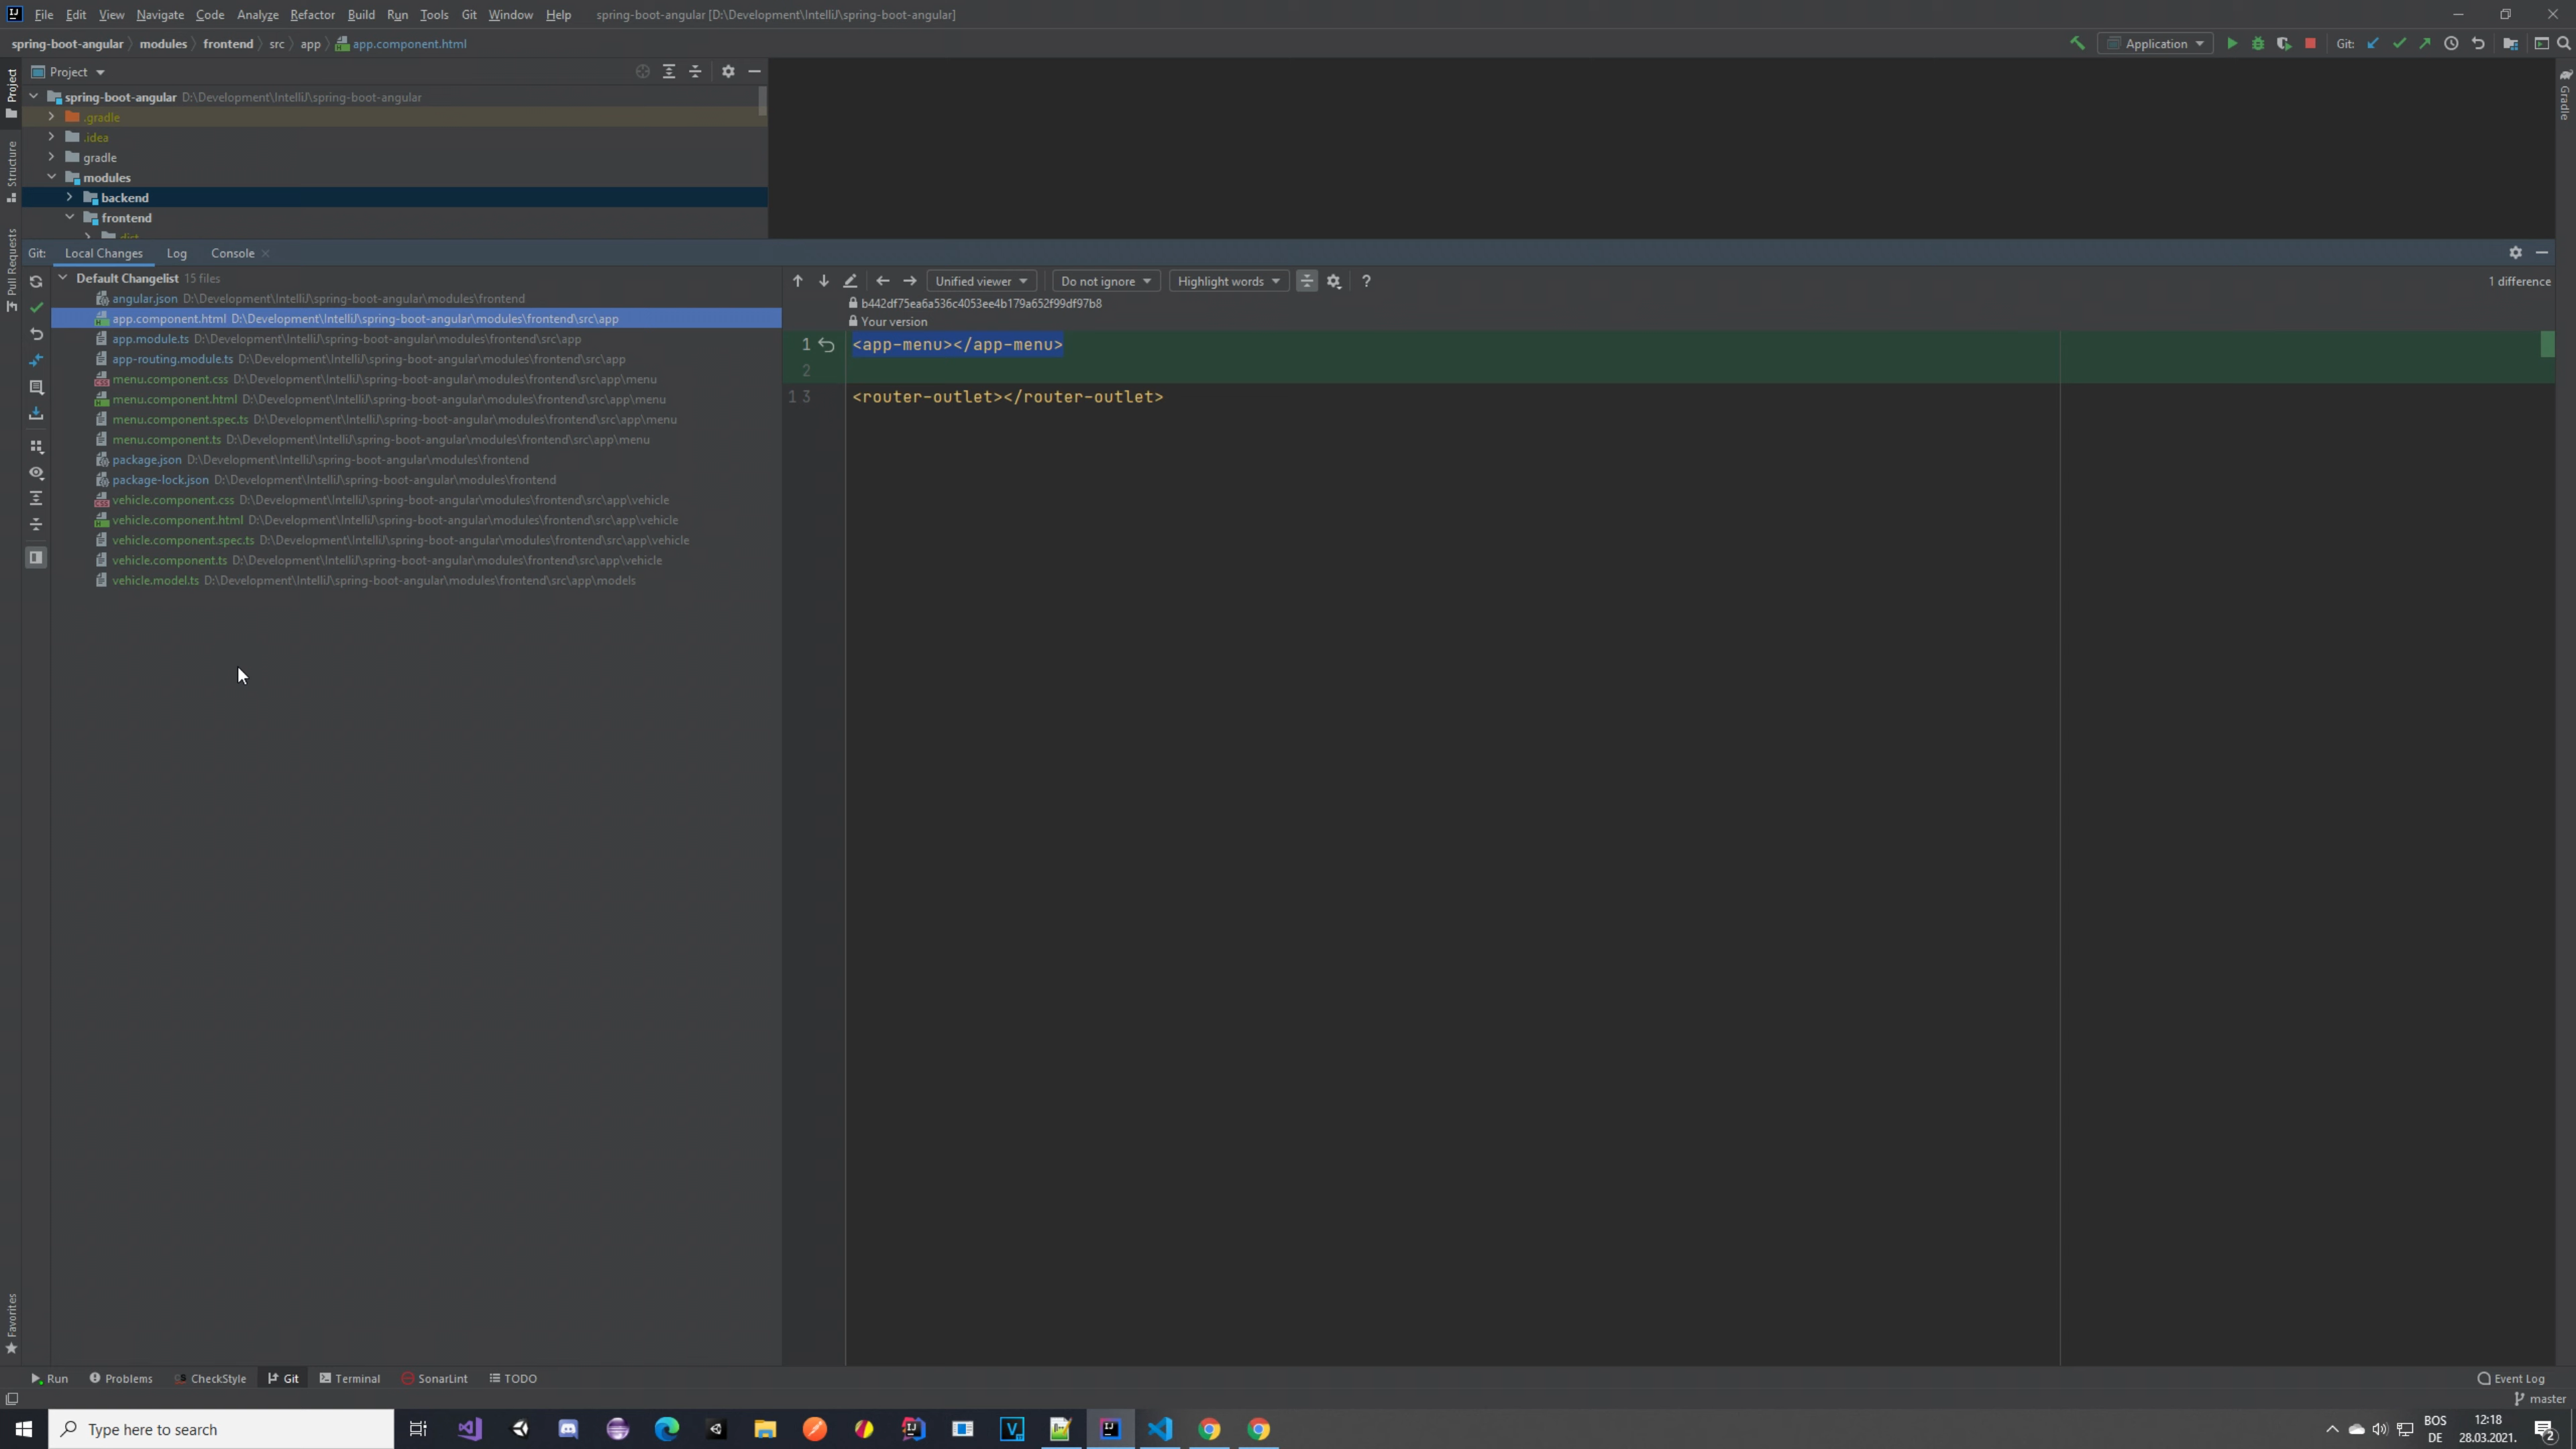 File Edit View Navigate Code Analyze Refactor Build Run Tools Git Window Help spring-boot-angular [D:\Development\IntelliJ\spring-boot-angular]
spring-boot-angular modules frontend src app app.component.html
Application Git:
Project
spring-boot-angular D:\Development\IntelliJ\spring-boot-angular
.gradle
.idea
gradle
modules
backend
frontend
dist
Project
Structure
Pull Requests
Favorites
Gradle
Git: Local Changes Log Console
Default Changelist 15 files
angular.json D:\Development\IntelliJ\spring-boot-angular\modules\frontend
app.component.html D:\Development\IntelliJ\spring-boot-angular\modules\frontend\src\app
app.module.ts D:\Development\IntelliJ\spring-boot-angular\modules\frontend\src\app
app-routing.module.ts D:\Development\IntelliJ\spring-boot-angular\modules\frontend\src\app
menu.component.css D:\Development\IntelliJ\spring-boot-angular\modules\frontend\src\app\menu
menu.component.html D:\Development\IntelliJ\spring-boot-angular\modules\frontend\src\app\menu
menu.component.spec.ts D:\Development\IntelliJ\spring-boot-angular\modules\frontend\src\app\menu
menu.component.ts D:\Development\IntelliJ\spring-boot-angular\modules\frontend\src\app\menu
package.json D:\Development\IntelliJ\spring-boot-angular\modules\frontend
package-lock.json D:\Development\IntelliJ\spring-boot-angular\modules\frontend
vehicle.component.css D:\Development\IntelliJ\spring-boot-angular\modules\frontend\src\app\vehicle
vehicle.component.html D:\Development\IntelliJ\spring-boot-angular\modules\frontend\src\app\vehicle
vehicle.component.spec.ts D:\Development\IntelliJ\spring-boot-angular\modules\frontend\src\app\vehicle
vehicle.component.ts D:\Development\IntelliJ\spring-boot-angular\modules\frontend\src\app\vehicle
vehicle.model.ts D:\Development\IntelliJ\spring-boot-angular\modules\frontend\src\app\models
Unified viewer Do not ignore Highlight words ? 1 difference
b442df75ea6a536c4053ee4b179a652f99df97b8
Your version
1 <app-menu></app-menu>
2
1 3 <router-outlet></router-outlet>
Run Problems CheckStyle Git Terminal SonarLint TODO Event Log
master
Type here to search
BOS
DE
12:18
28.03.2021.
2